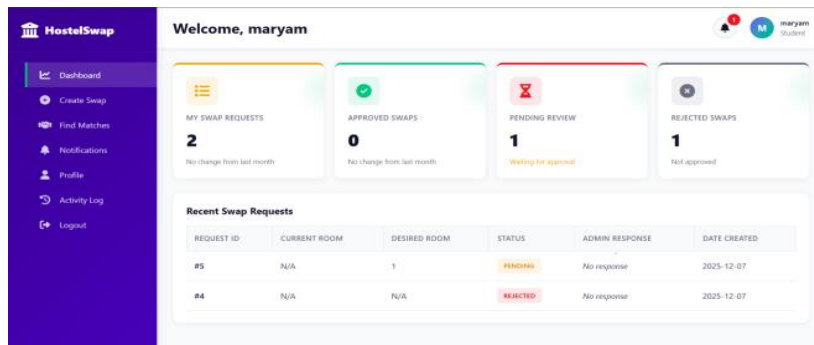 HostelSwap
Dashboard
Create Swap
Find Matches
Notifications
Profile
Activity Log
Logout
Welcome, maryam
1
M
maryam
Student
MY SWAP REQUESTS
2
No change from last month
APPROVED SWAPS
0
No change from last month
PENDING REVIEW
1
Waiting for approval
REJECTED SWAPS
1
Not approved
Recent Swap Requests
REQUEST ID CURRENT ROOM DESIRED ROOM STATUS ADMIN RESPONSE DATE CREATED
#5 N/A 1 PENDING No response 2025-12-07
#4 N/A N/A REJECTED No response 2025-12-07